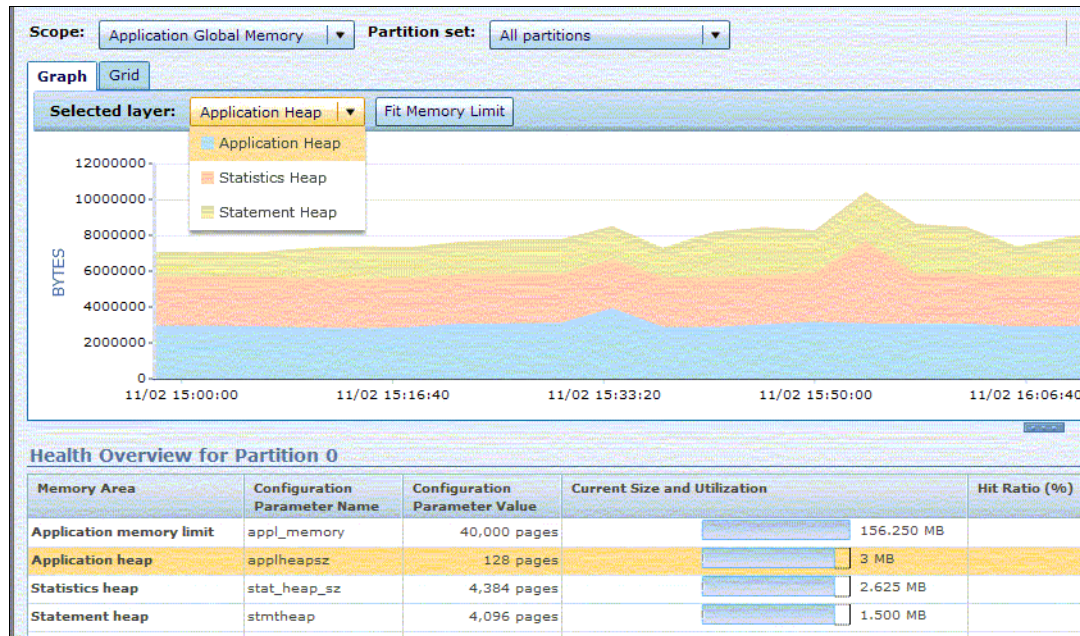 Scope: Application Global Memory Partition set: All partitions
Graph Grid
Selected layer: Application Heap Fit Memory Limit
Application Heap
Statistics Heap
Statement Heap
12000000
10000000
8000000
6000000
4000000
2000000
0
BYTES
11/02 15:00:00 11/02 15:16:40 11/02 15:33:20 11/02 15:50:00 11/02 16:06:40
Health Overview for Partition 0
Memory Area Configuration Parameter Name Configuration Parameter Value Current Size and Utilization Hit Ratio (%)
Application memory limit appl_memory 40,000 pages 156.250 MB
Application heap applheapsz 128 pages 3 MB
Statistics heap stat_heap_sz 4,384 pages 2.625 MB
Statement heap stmtheap 4,096 pages 1.500 MB